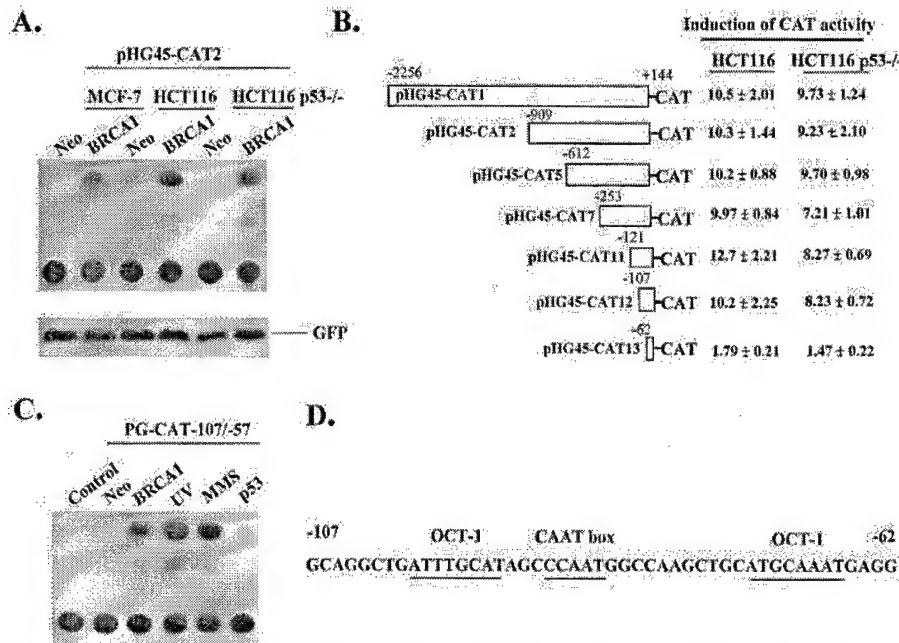 A.
pHG45-CAT2
MCF-7 HCT116 HCT116 p53-/-
Neo BRCA1 Neo BRCA1 Neo BRCA1
GFP
B.
Induction of CAT activity
HCT116 HCT116 p53-/-
-2256 +144
pHG45-CAT1 CAT 10.5 ± 2.01 9.73 ± 1.24
-909
pHG45-CAT2 CAT 10.3 ± 1.44 9.23 ± 2.10
-612
pHG45-CAT5 CAT 10.2 ± 0.88 9.70 ± 0.98
-253
pHG45-CAT7 CAT 9.97 ± 0.84 7.21 ± 1.01
-121
pHG45-CAT11 CAT 12.7 ± 2.21 8.27 ± 0.69
-107
pHG45-CAT12 CAT 10.2 ± 2.25 8.23 ± 0.72
-62
pHG45-CAT13 CAT 1.79 ± 0.21 1.47 ± 0.22
C.
PG-CAT-107/-57
Control Neo BRCA1 UV MMS p53
D.
-107 OCT-1 CAAT box OCT-1 -62
GCAGGCTGATTTGCATAGCCCAATGGCCAAGCTGCATGCAAATGAGG